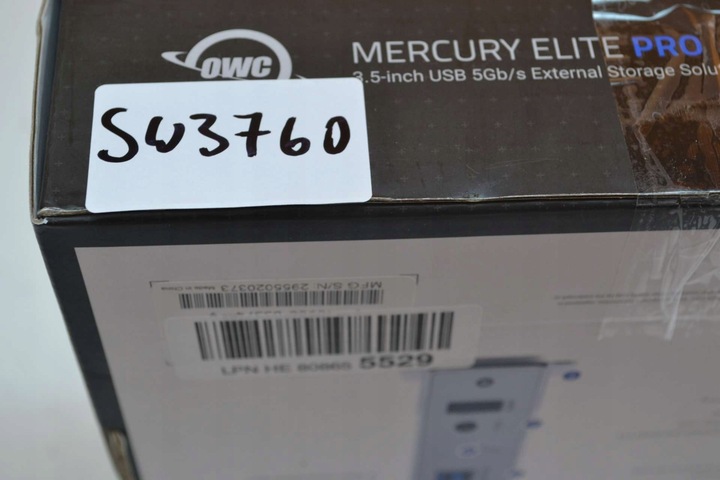 OWC
MERCURY ELITE PRO
3.5-inch USB 5Gb/s External Storage Solu
SW3760
MFG S/N: 2955020373 Made in China
LPN HE 80865 5529